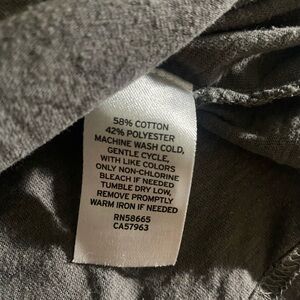 58% COTTON
42% POLYESTER
MACHINE WASH COLD,
GENTLE CYCLE,
WITH LIKE COLORS
ONLY NON-CHLORINE
BLEACH IF NEEDED
TUMBLE DRY LOW,
REMOVE PROMPTLY
WARM IRON IF NEEDED
RN58665
CA57963